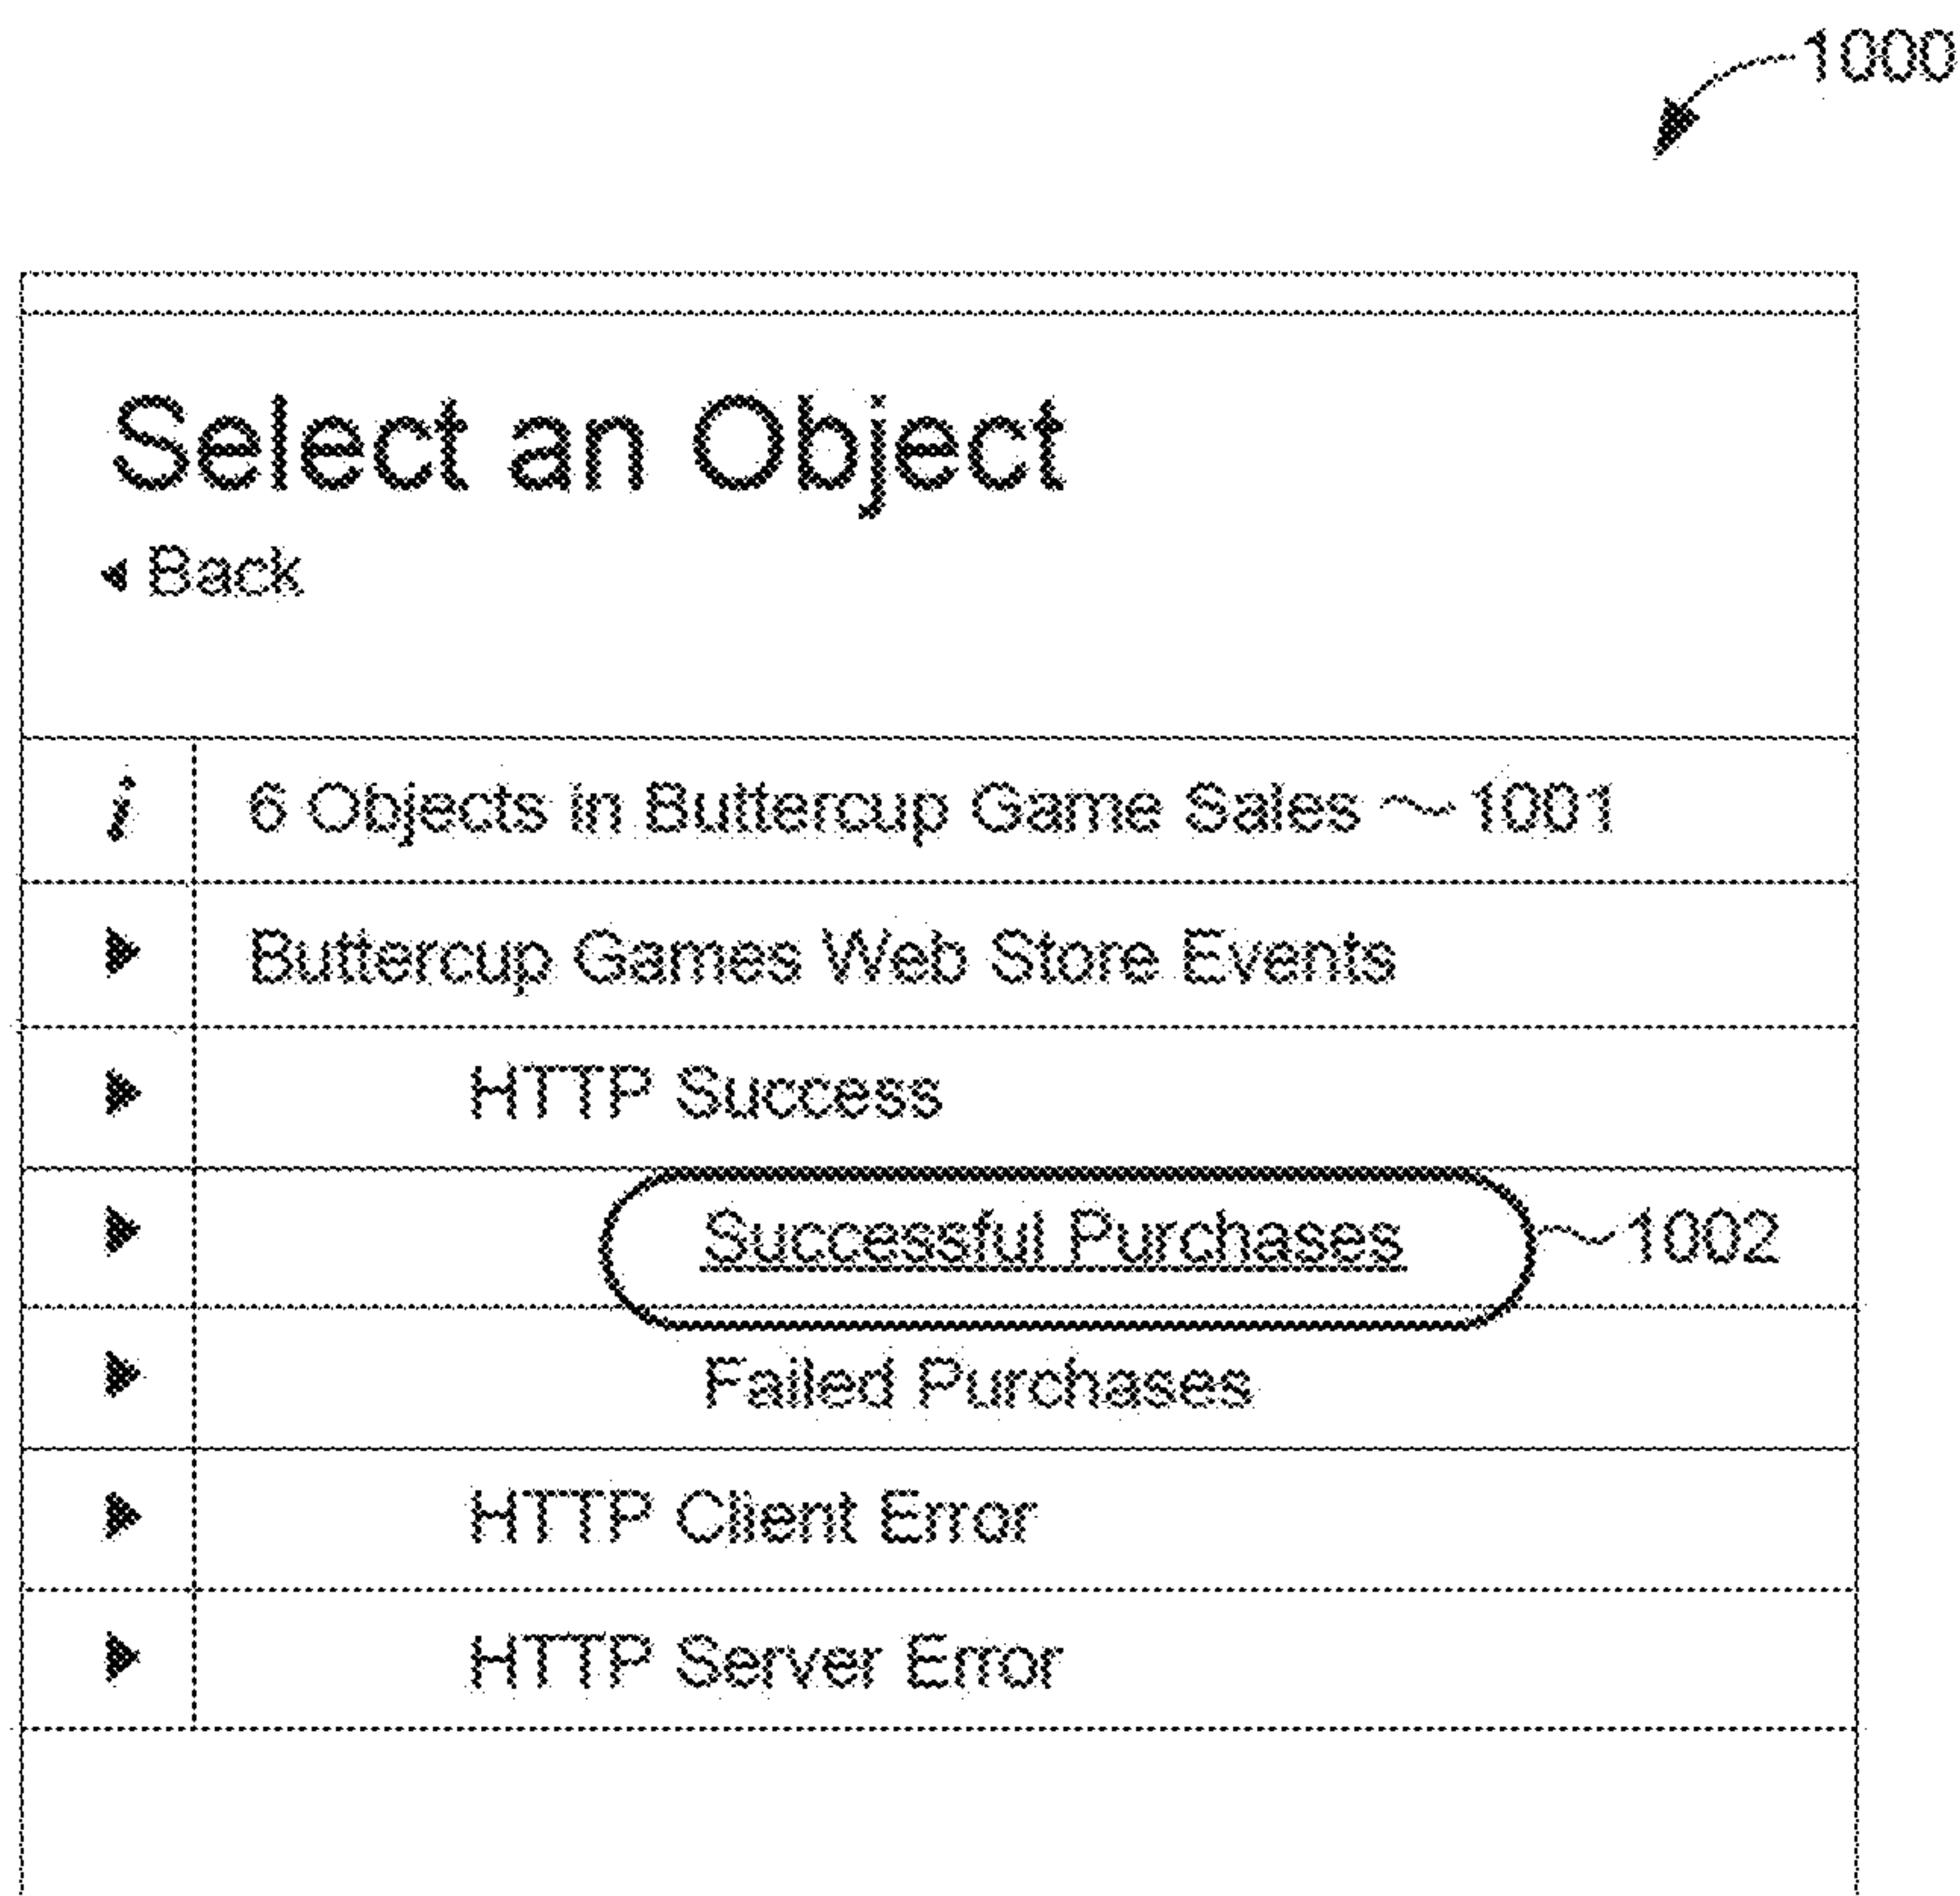 1000
Select an Object
Back
i 6 Objects in Buttercup Game Sales ~1001
Buttercup Games Web Store Events
HTTP Success
Successful Purchases ~1002
Failed Purchases
HTTP Client Error
HTTP Server Error